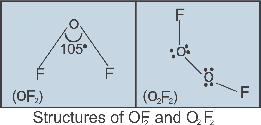 O
105°
F F
(OF₂)
F
O
O
F
(O₂F₂)
Structures of OF₂ and O₂F₂